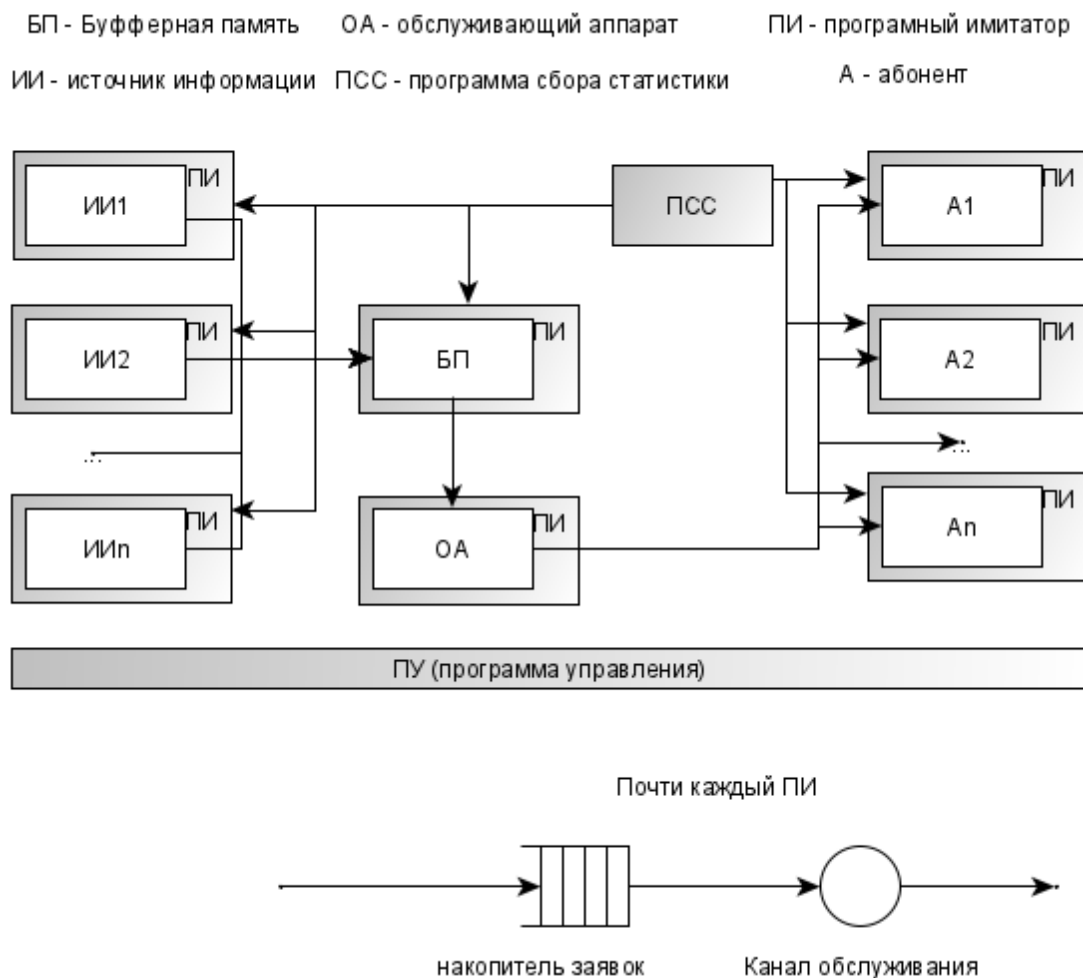 БП - Буфферная память ОА - обслуживающий аппарат ПИ - програмный имитатор
ИИ - источник информации ПСС - программа сбора статистики А - абонент
ИИ1 ПИ ПСС А1 ПИ
ИИ2 ПИ БП ПИ А2 ПИ
... ...
ИИn ПИ ОА ПИ Аn ПИ
ПУ (программа управления)
Почти каждый ПИ
накопитель заявок Канал обслуживания